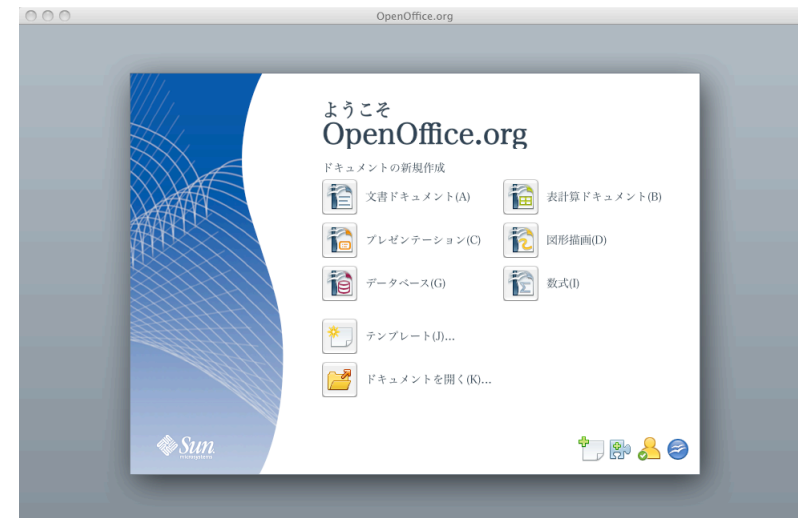 OpenOffice.org
ようこそ
OpenOffice.org
ドキュメントの新規作成
文書ドキュメント(A)
表計算ドキュメント(B)
プレゼンテーション(C)
図形描画(D)
データベース(G)
数式(I)
テンプレート(J)...
ドキュメントを開く(K)...
Sun